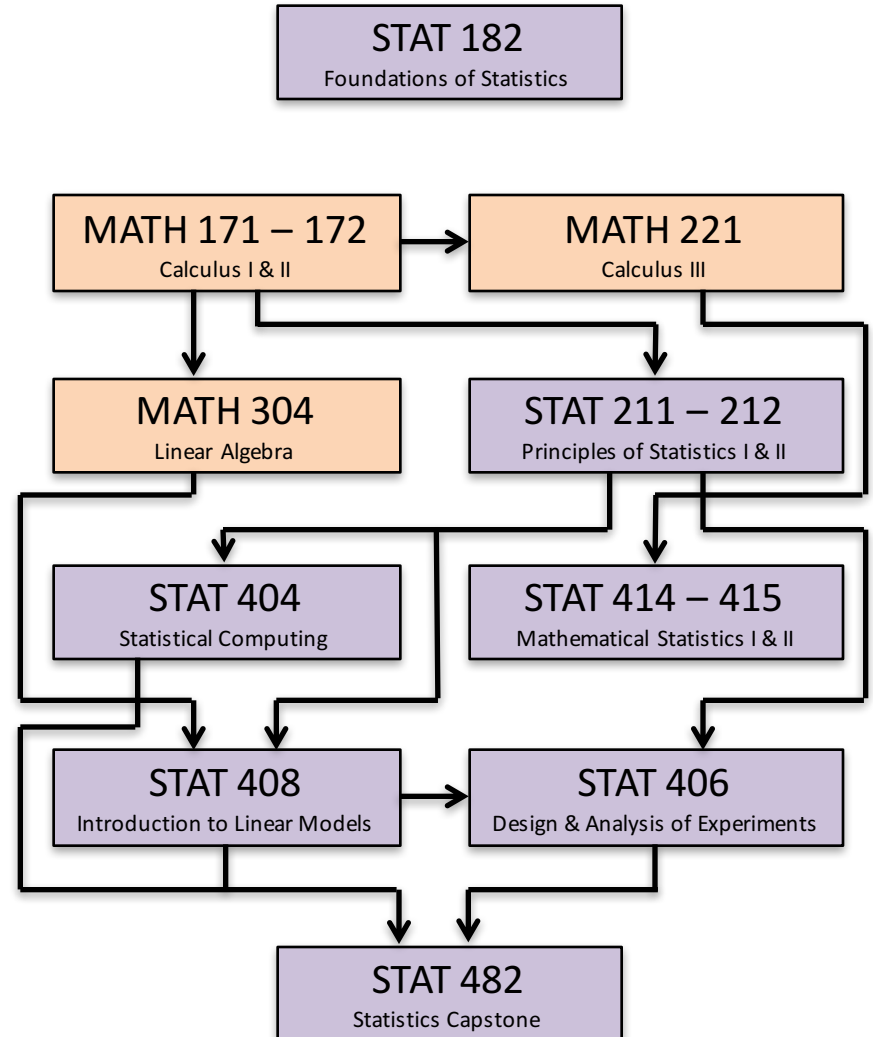 STAT 182
Foundations of Statistics
MATH 171 – 172
Calculus I & II
MATH 221
Calculus III
MATH 304
Linear Algebra
STAT 211 – 212
Principles of Statistics I & II
STAT 404
Statistical Computing
STAT 414 – 415
Mathematical Statistics I & II
STAT 408
Introduction to Linear Models
STAT 406
Design & Analysis of Experiments
STAT 482
Statistics Capstone